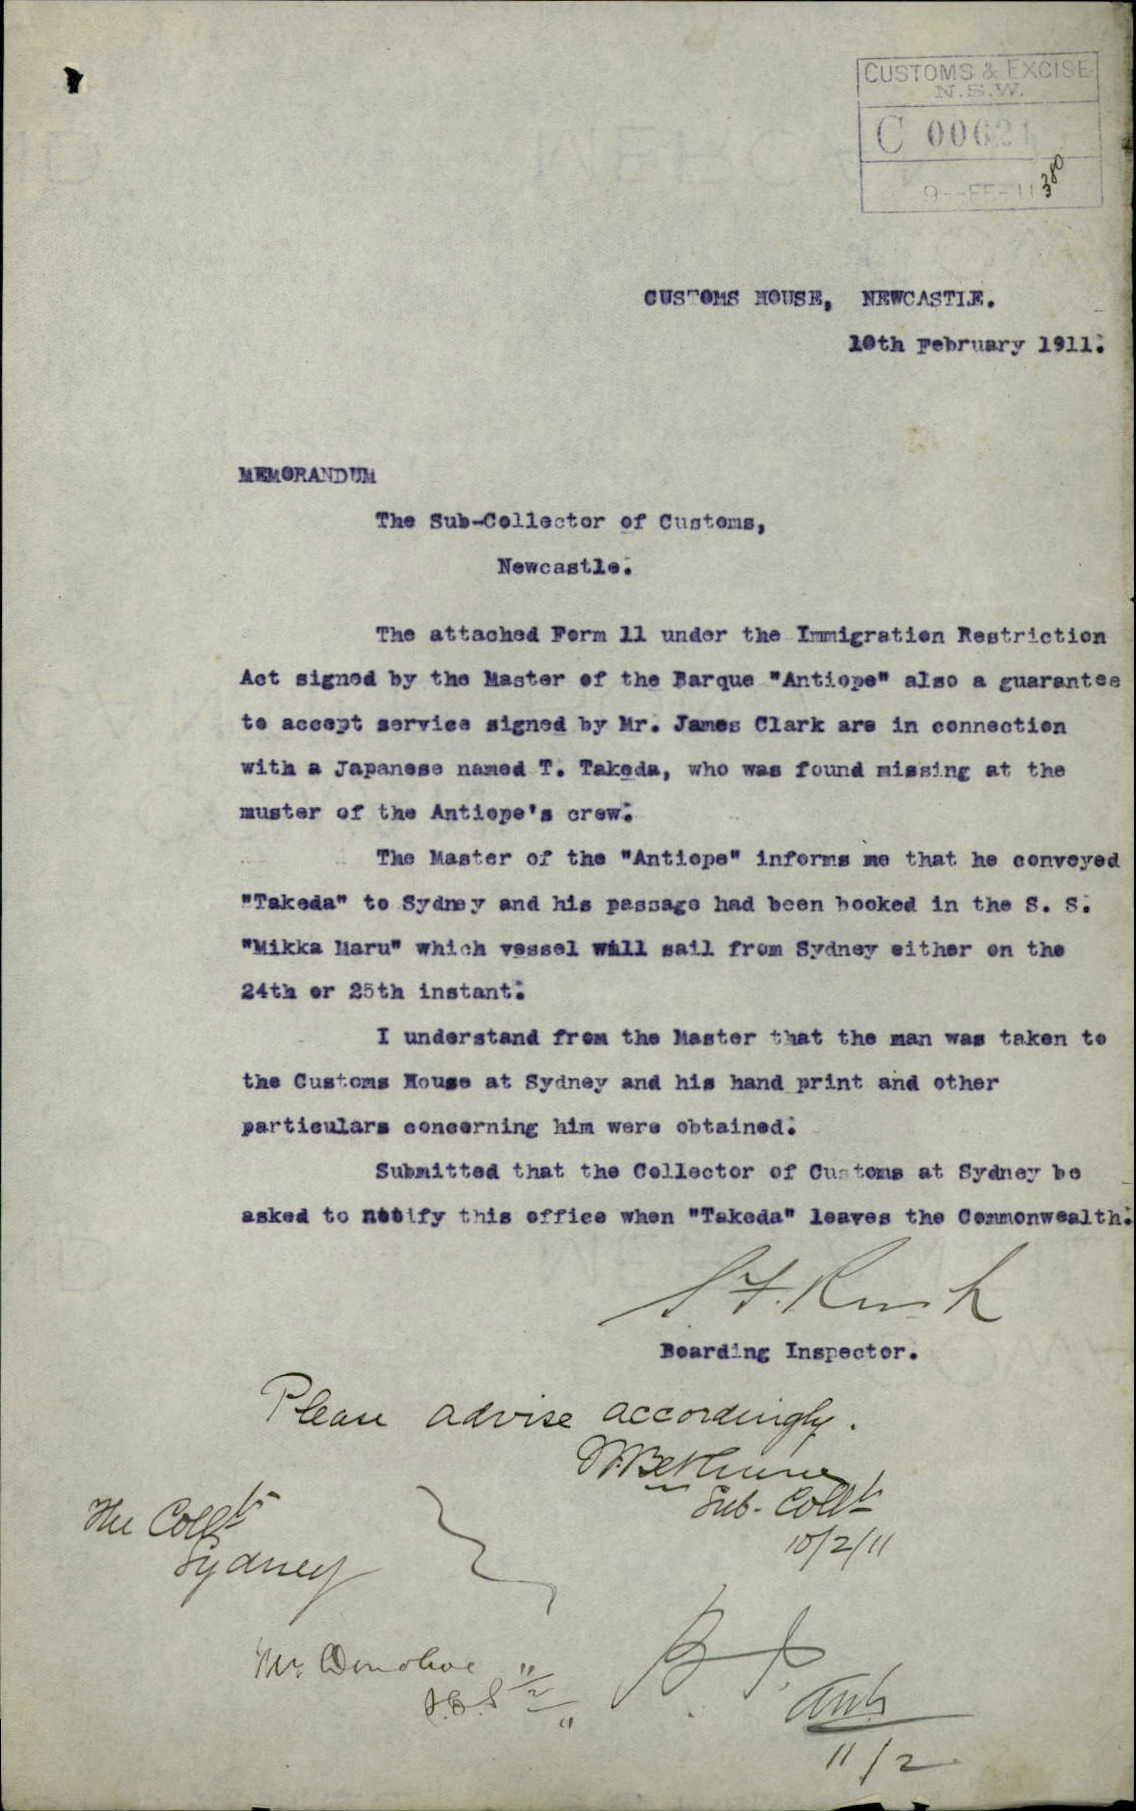 CUSTOMS & EXCISE
N.S.W.
C 0062
9--FE-11
380
CUSTOMS HOUSE, NEWCASTLE.
10th February 1911.
MEMORANDUM
The Sub-Collector of Customs,
Newcastle.
The attached Form 11 under the Immigration Restriction
Act signed by the Master of the Barque "Antiope" also a guarantee
to accept service signed by Mr. James Clark are in connection
with a Japanese named T. Takeda, who was found missing at the
muster of the Antiope's crew.
The Master of the "Antiope" informs me that he conveyed
"Takeda" to Sydney and his passage had been booked in the S. S.
"Mikka Maru" which vessel will sail from Sydney either on the
24th or 25th instant.
I understand from the Master that the man was taken to
the Customs House at Sydney and his hand print and other
particulars concerning him were obtained.
Submitted that the Collector of Customs at Sydney be
asked to notify this office when "Takeda" leaves the Commonwealth.
Boarding Inspector.
Please advise accordingly.
Sub. Collr
10/2/11
The Collr
Sydney
Mr Donohoe
11/2
11
11/2